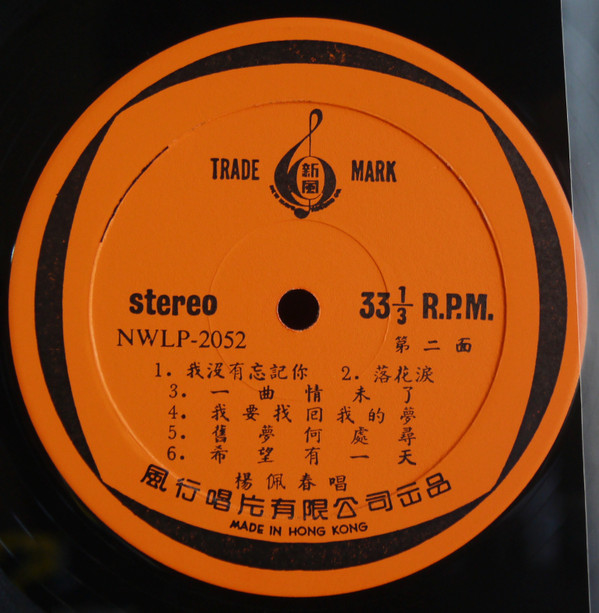 TRADE 新風 MARK
stereo 33⅓ R.P.M.
NWLP-2052 第二面
1. 我沒有忘記你 2. 落花淚
3. 一曲情未了
4. 我要找回我的夢
5. 舊夢何處尋
6. 希望有一天
楊佩春唱
風行唱片有限公司出品
MADE IN HONG KONG